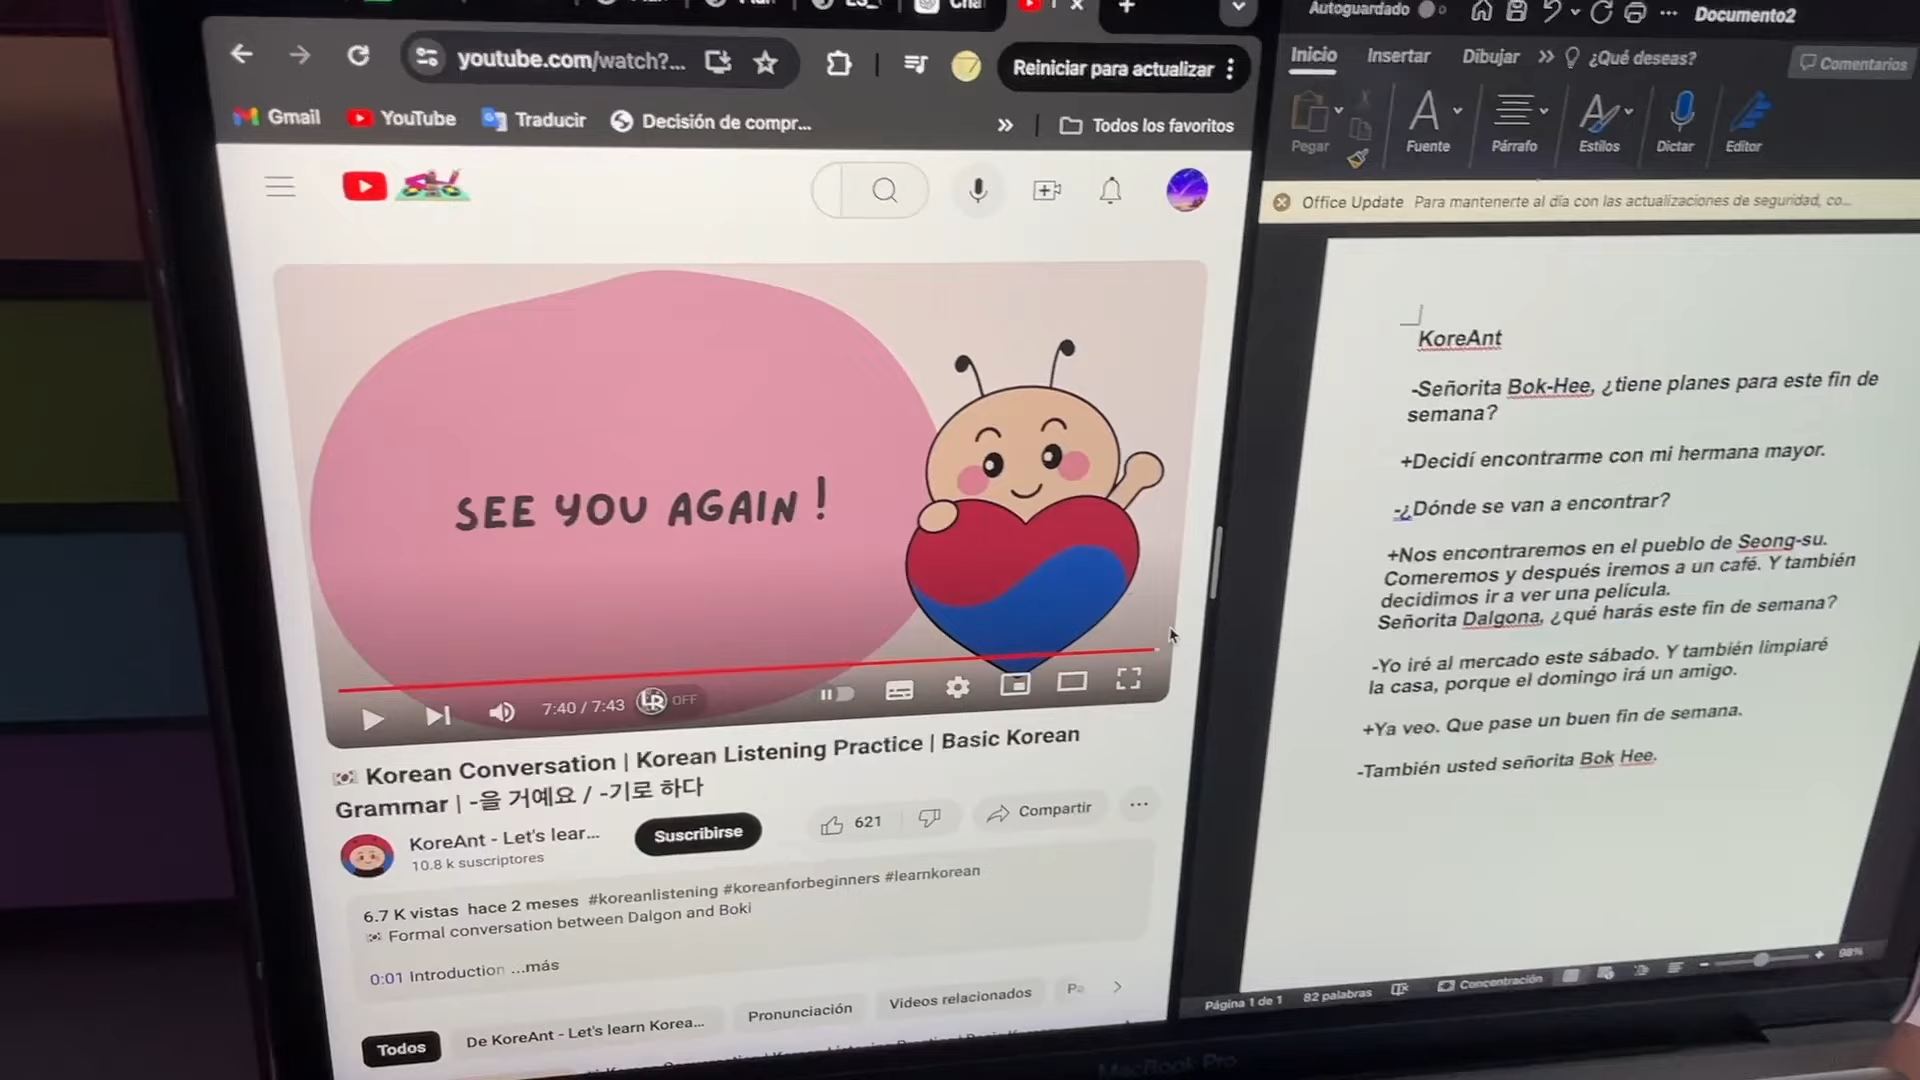 Autoguardado
Documento2
youtube.com/watch?...
Reiniciar para actualizar
Gmail
YouTube
Traducir
Decisión de compr...
Todos los favoritos
Inicio
Insertar
Dibujar
¿Qué deseas?
Comentarios
Pegar
Fuente
Párrafo
Estilos
Dictar
Editor
Office Update Para mantenerte al día con las actualizaciones de seguridad, co...
SEE YOU AGAIN!
7:40 / 7:43
LR OFF
🇰🇷 Korean Conversation | Korean Listening Practice | Basic Korean
Grammar | -을 거예요 / -기로 하다
KoreAnt - Let's lear...
10.8 k suscriptores
Suscribirse
621
Compartir
6.7 K vistas hace 2 meses #koreanlistening #koreanforbeginners #learnkorean
🇰🇷 Formal conversation between Dalgon and Boki
0:01 Introduction ...más
Todos
De KoreAnt - Let's learn Korea...
Pronunciación
Videos relacionados
KoreAnt
-Señorita Bok-Hee, ¿tiene planes para este fin de
semana?
+Decidí encontrarme con mi hermana mayor.
-¿Dónde se van a encontrar?
+Nos encontraremos en el pueblo de Seong-su.
Comeremos y después iremos a un café. Y también
decidimos ir a ver una película.
Señorita Dalgona, ¿qué harás este fin de semana?
-Yo iré al mercado este sábado. Y también limpiaré
la casa, porque el domingo irá un amigo.
+Ya veo. Que pase un buen fin de semana.
-También usted señorita Bok Hee.
Página 1 de 1
82 palabras
Concentración
98%
MacBook Pro